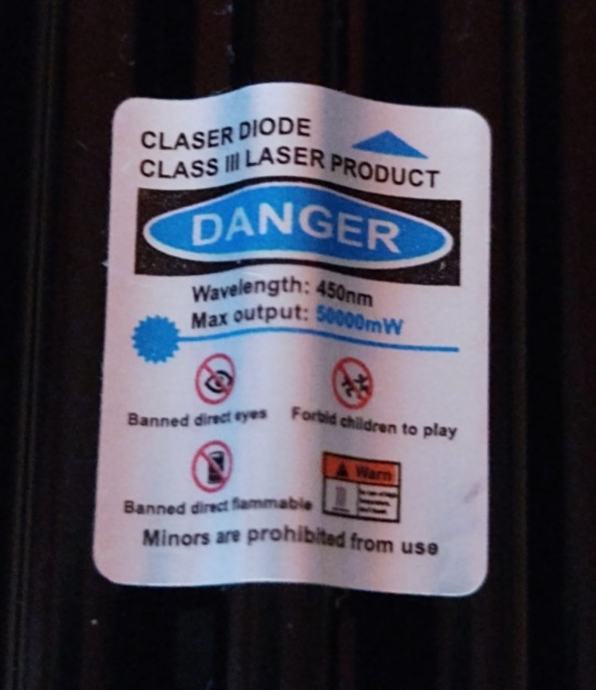 CLASER DIODE
CLASS III LASER PRODUCT
DANGER
Wavelength: 450nm
Max output: 50000mW
Banned direct eyes
Forbid children to play
Banned direct flammable
Warn
Minors are prohibited from use